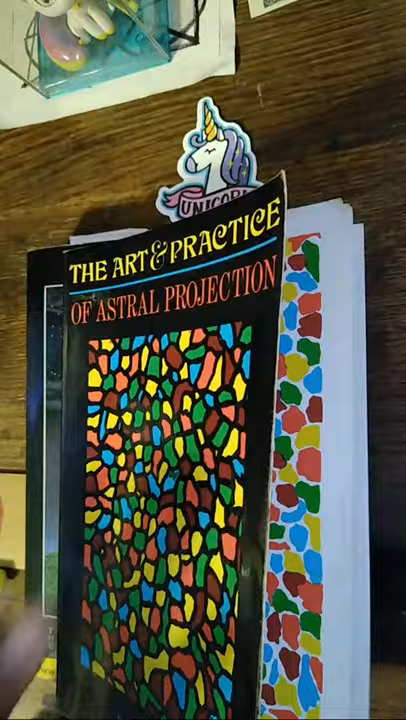 UNICORN
THE ART & PRACTICE
OF ASTRAL PROJECTION